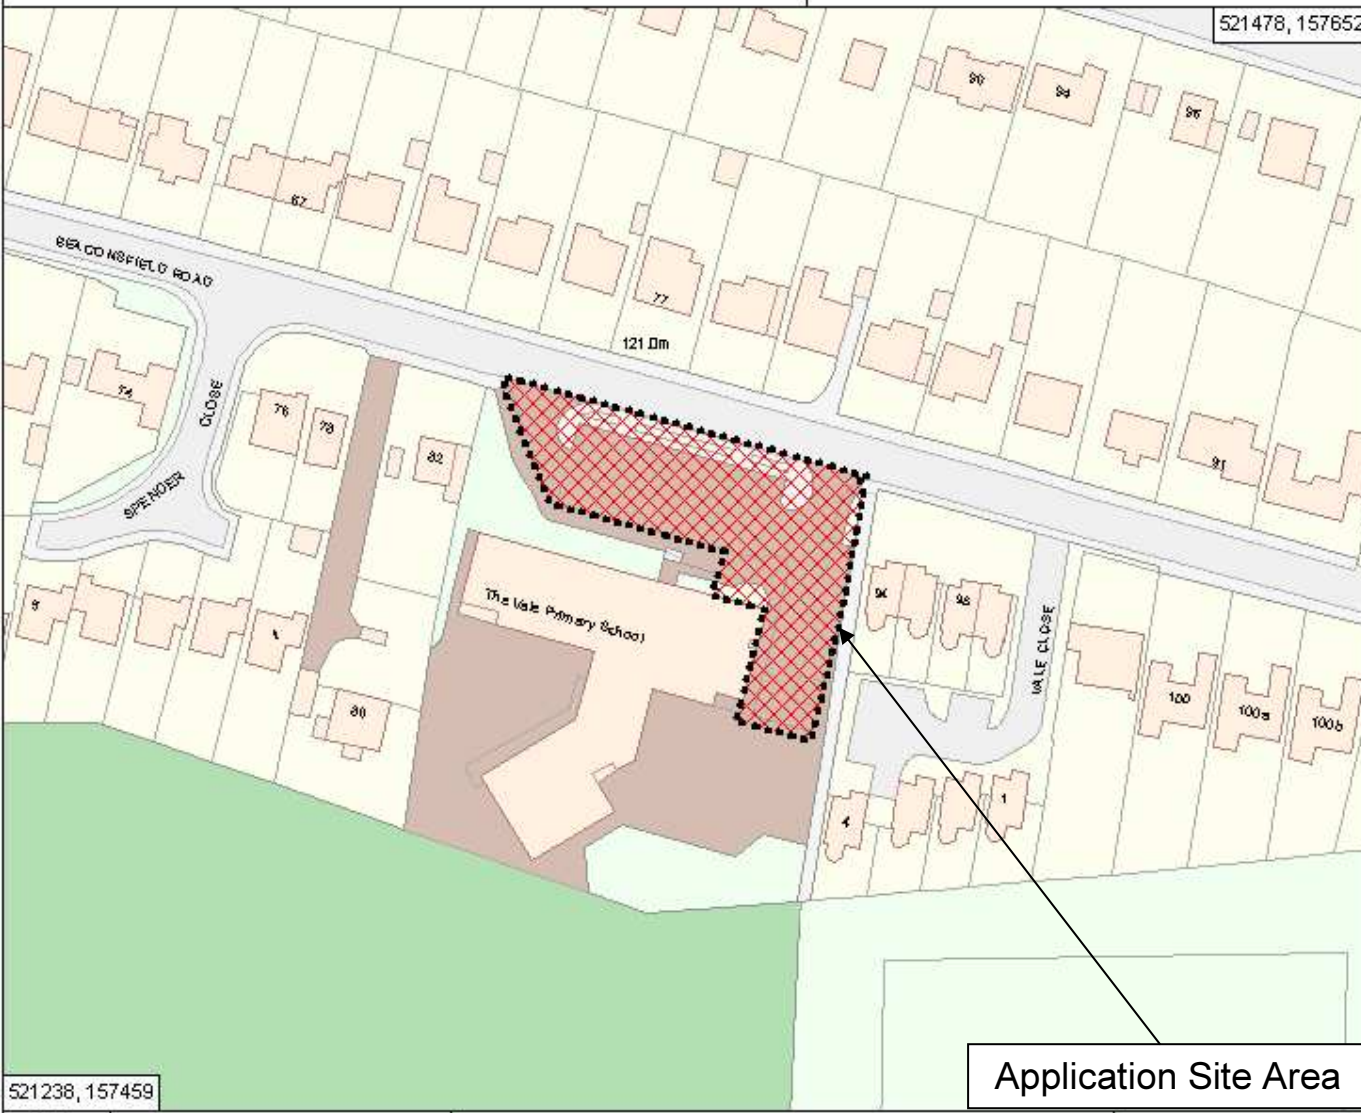 521478, 157652
90
94
96
67
BEACONSFIELD ROAD
77
121.0m
74
CLOSE
76
78
82
91
SPENDER
The Vale Primary School
94
98
VALE CLOSE
80
100
100a
100b
1
4
Application Site Area
521238, 157459